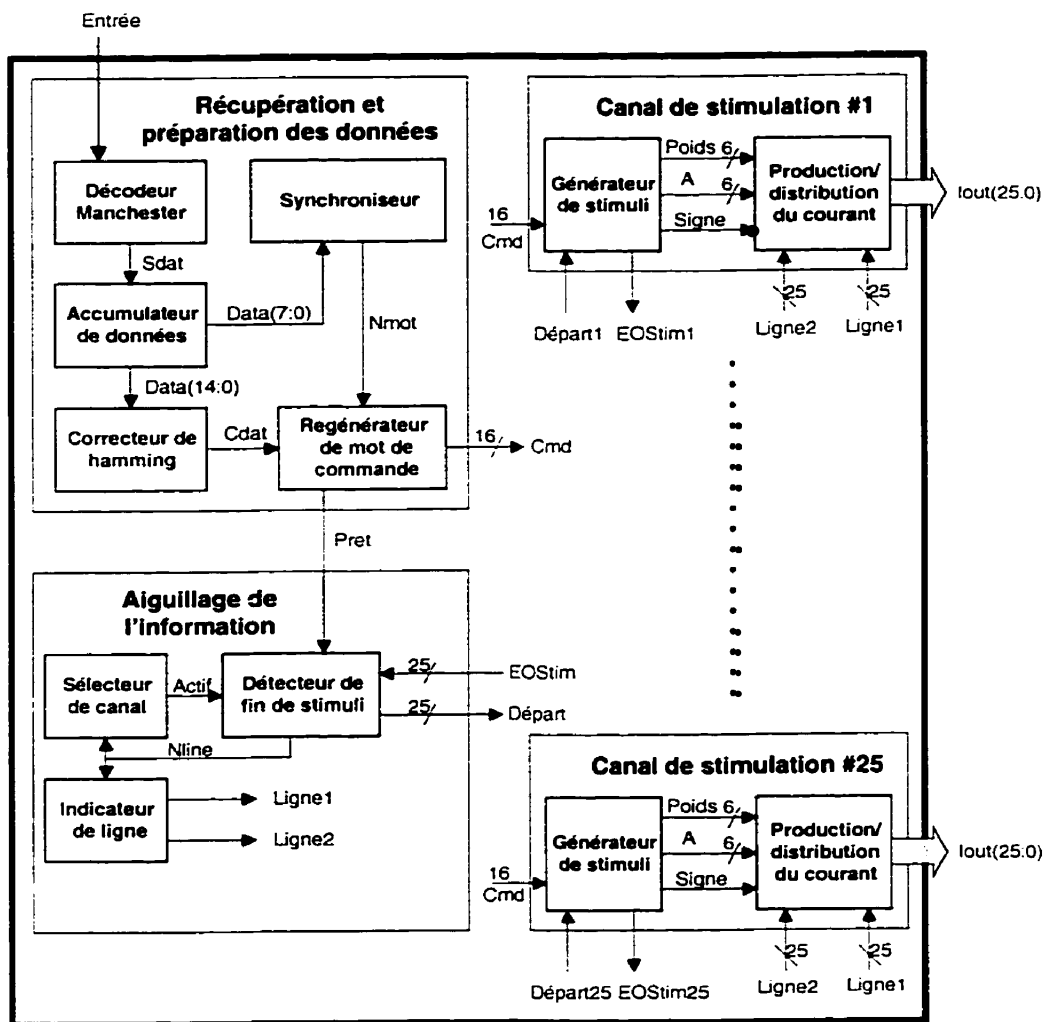 Entrée
Récupération et
préparation des données
Décodeur
Manchester
Synchroniseur
Sdat
Accumulateur
de données
Data(7:0)
Nmot
Data(14:0)
Correcteur de
hamming
Cdat
Regénérateur
de mot de
commande
16
Cmd
Pret
Aiguillage de
l'information
Sélecteur
de canal
Actif
Détecteur de
fin de stimuli
25
EOStim
25
Départ
Nline
Indicateur
de ligne
Ligne1
Ligne2
Canal de stimulation #1
16
Cmd
Générateur
de stimuli
Poids 6
A
6
Signe
Production/
distribution
du courant
Iout(25.0)
Départ1
EOStim1
25
Ligne2
25
Ligne1
Canal de stimulation #25
16
Cmd
Générateur
de stimuli
Poids 6
A
6
Signe
Production/
distribution
du courant
Iout(25:0)
Départ25
EOStim25
25
Ligne2
25
Ligne1